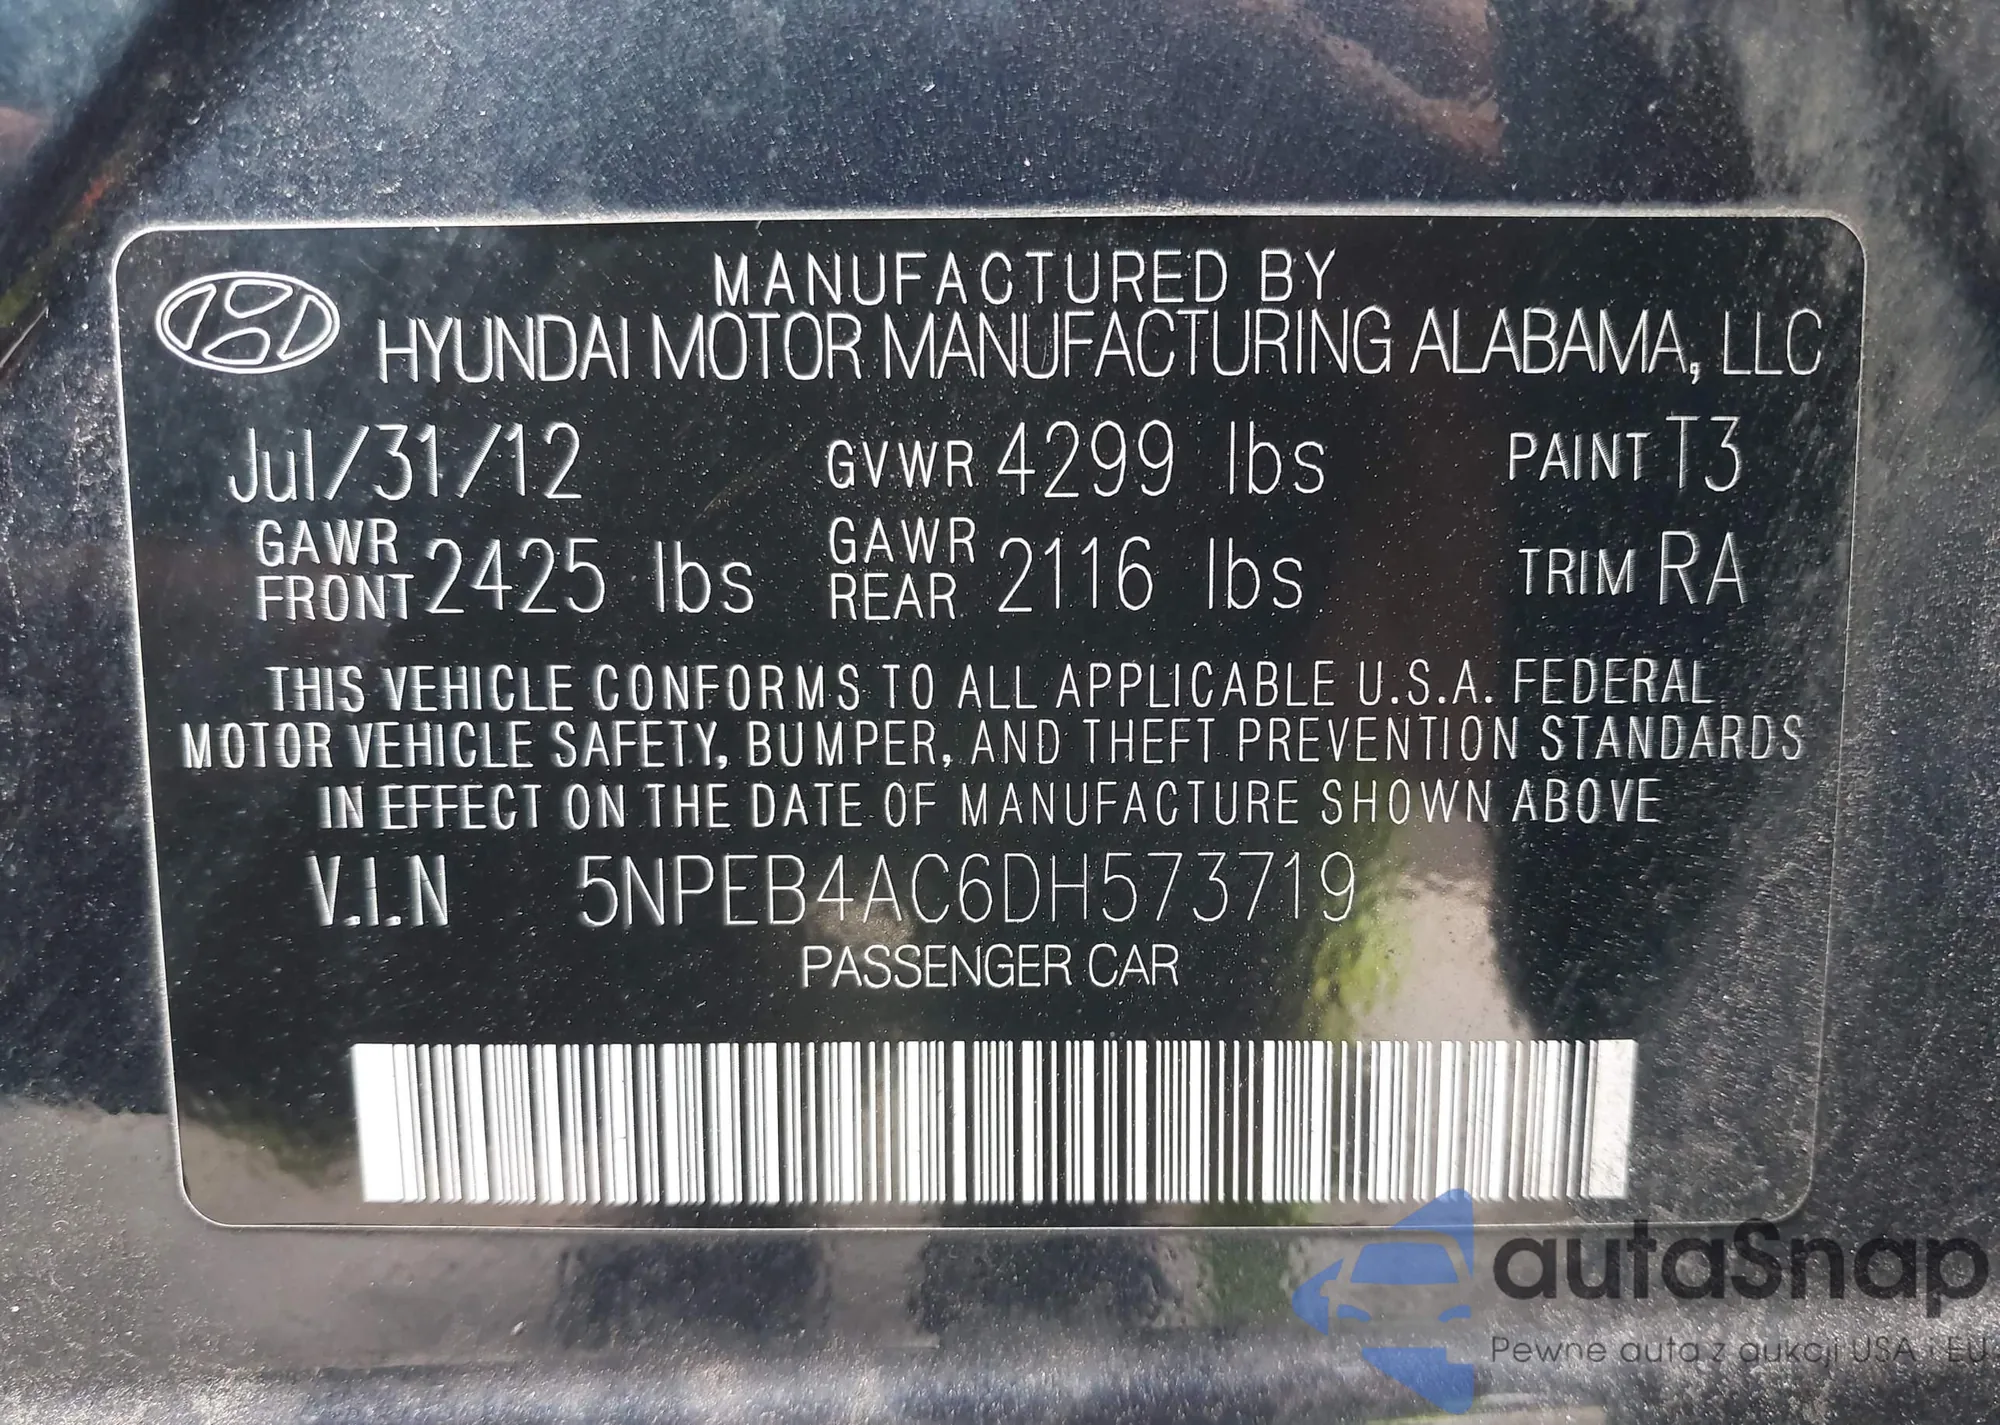 MANUFACTURED BY
HYUNDAI MOTOR MANUFACTURING ALABAMA, LLC
Jul/31/12 GVWR 4299 lbs PAINT T3
GAWR FRONT 2425 lbs GAWR REAR 2116 lbs TRIM RA
THIS VEHICLE CONFORMS TO ALL APPLICABLE U.S.A. FEDERAL
MOTOR VEHICLE SAFETY, BUMPER, AND THEFT PREVENTION STANDARDS
IN EFFECT ON THE DATE OF MANUFACTURE SHOWN ABOVE
V.I.N 5NPEB4AC6DH573719
PASSENGER CAR
autaSnap
Pewne auta z aukcji USA i EU